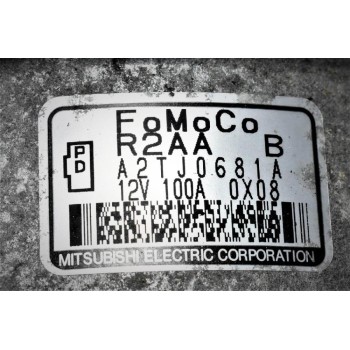 FoMoCo
P
D
R2AA B
A2TJ0681A
12V 100A 0X08
MITSUBISHI ELECTRIC CORPORATION